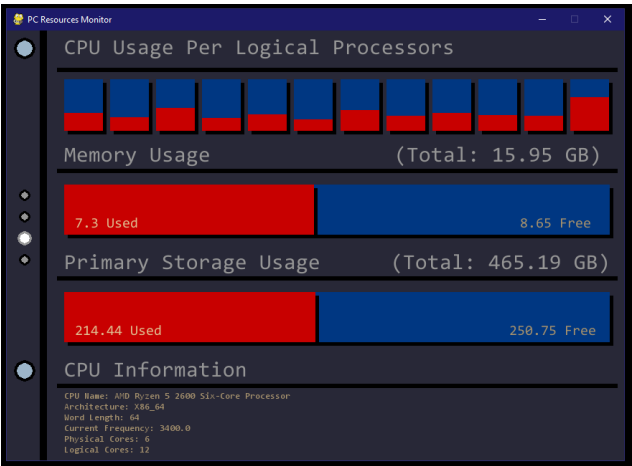 PC Resources Monitor
CPU Usage Per Logical Processors
Memory Usage (Total: 15.95 GB)
7.3 Used 8.65 Free
Primary Storage Usage (Total: 465.19 GB)
214.44 Used 250.75 Free
CPU Information
CPU Name: AMD Ryzen 5 2600 Six-Core Processor
Architecture: X86_64
Word Length: 64
Current Frequency: 3400.0
Physical Cores: 6
Logical Cores: 12